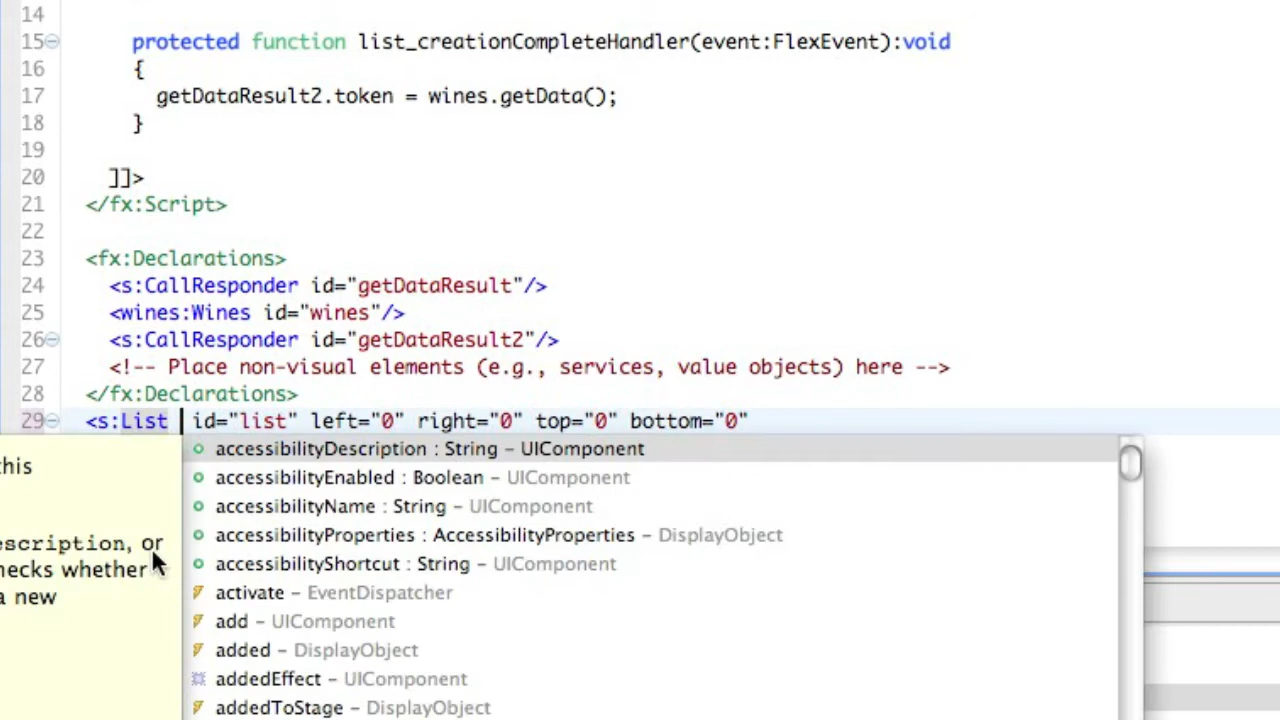 14
15 protected function list_creationCompleteHandler(event:FlexEvent):void
16 {
17 getDataResult2.token = wines.getData();
18 }
19
20 ]]>
21 </fx:Script>
22
23 <fx:Declarations>
24 <s:CallResponder id="getDataResult"/>
25 <wines:Wines id="wines"/>
26 <s:CallResponder id="getDataResult2"/>
27 <!-- Place non-visual elements (e.g., services, value objects) here -->
28 </fx:Declarations>
29 <s:List id="list" left="0" right="0" top="0" bottom="0"
this
escription, or
hecks whether
a new
accessibilityDescription : String – UIComponent
accessibilityEnabled : Boolean – UIComponent
accessibilityName : String – UIComponent
accessibilityProperties : AccessibilityProperties – DisplayObject
accessibilityShortcut : String – UIComponent
activate – EventDispatcher
add – UIComponent
added – DisplayObject
addedEffect – UIComponent
addedToStage – DisplayObject